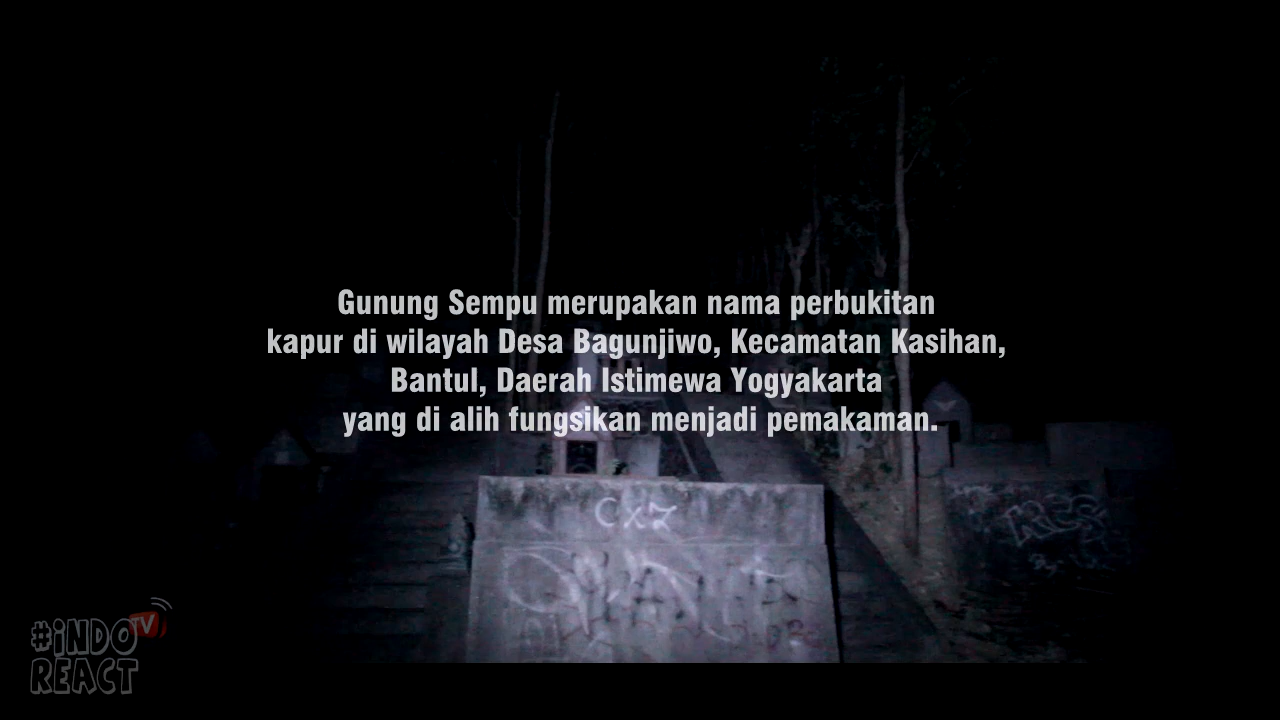 Gunung Sempu merupakan nama perbukitan
kapur di wilayah Desa Bagunjiwo, Kecamatan Kasihan,
Bantul, Daerah Istimewa Yogyakarta
yang di alih fungsikan menjadi pemakaman.
CXZ
#iNDO TV
REACT